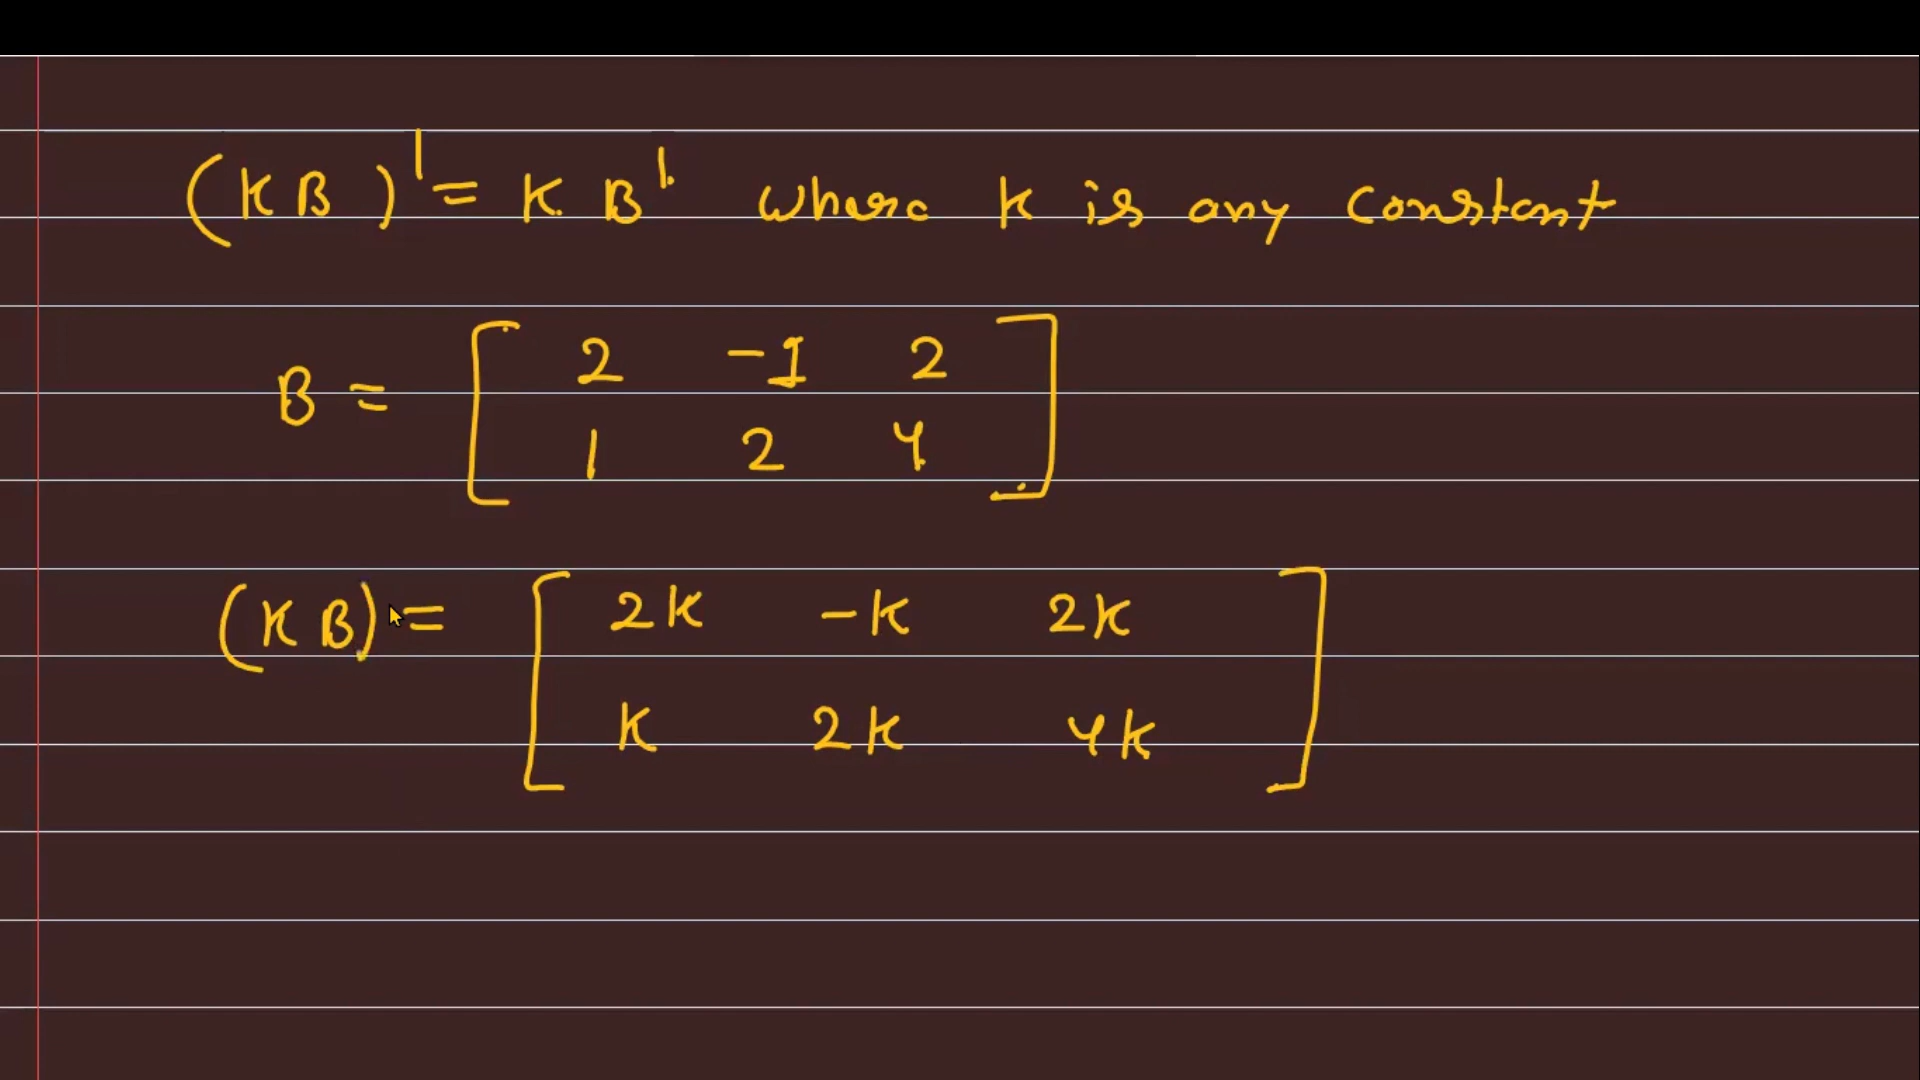 (KB)' = K B' where k is any constant
B = [ 2 -1 2
1 2 4 ]
(KB) = [ 2k -k 2k
k 2k 4k ]